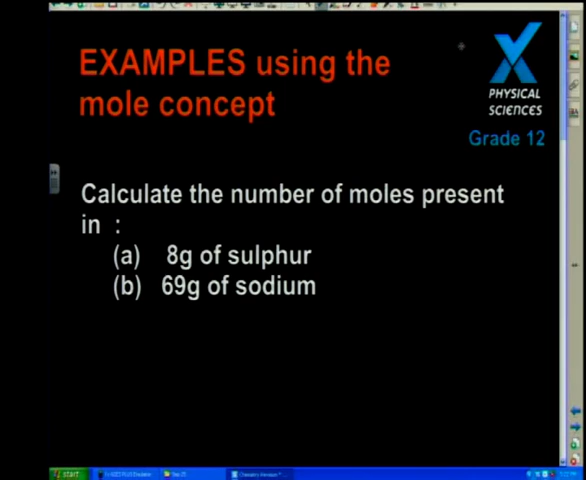 EXAMPLES using the
mole concept
PHYSICAL
SCIENCES
Grade 12
Calculate the number of moles present
in :
(a) 8g of sulphur
(b) 69g of sodium
start